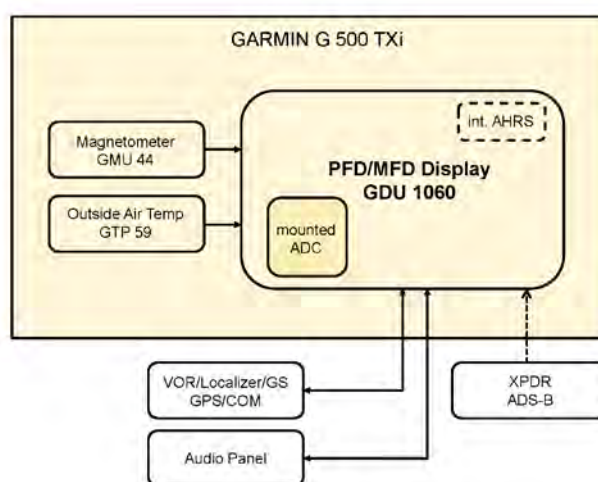 GARMIN G 500 TXi
int. AHRS
Magnetometer
GMU 44
PFD/MFD Display
GDU 1060
Outside Air Temp
GTP 59
mounted
ADC
VOR/Localizer/GS
GPS/COM
XPDR
ADS-B
Audio Panel